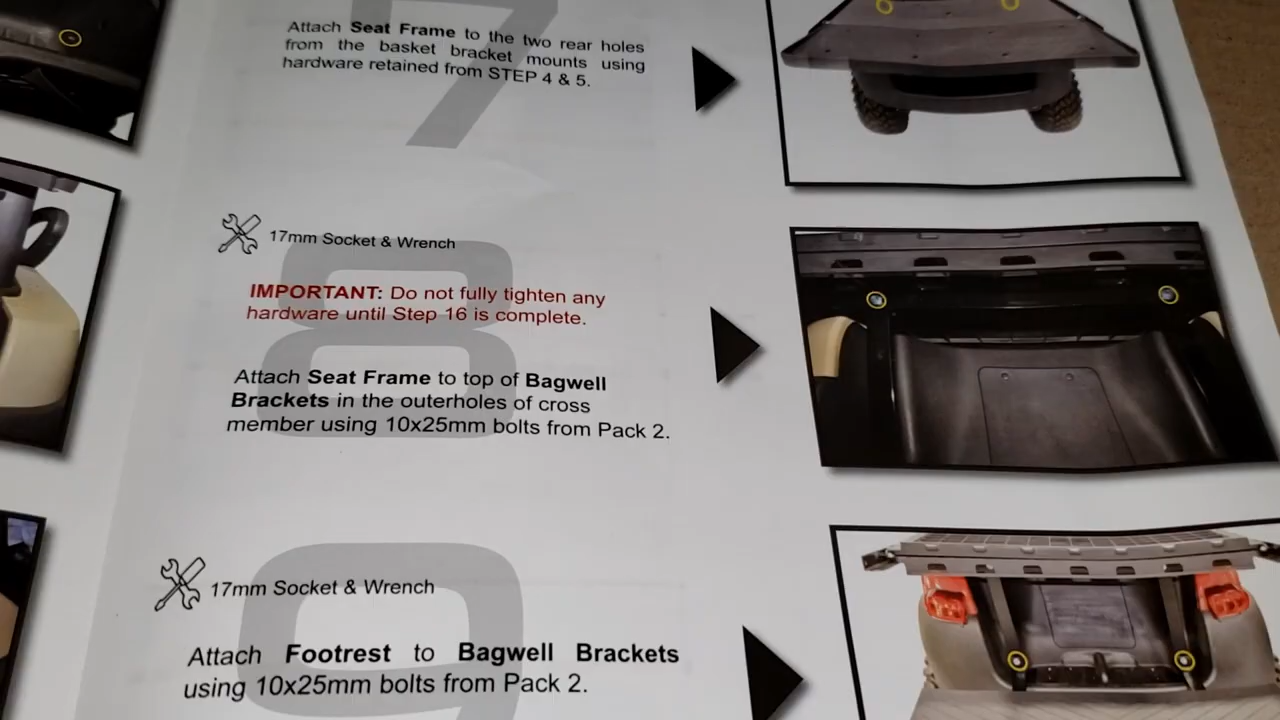 7
Attach Seat Frame to the two rear holes
from the basket bracket mounts using
hardware retained from STEP 4 & 5.
8
17mm Socket & Wrench
IMPORTANT: Do not fully tighten any
hardware until Step 16 is complete.
Attach Seat Frame to top of Bagwell
Brackets in the outerholes of cross
member using 10x25mm bolts from Pack 2.
9
17mm Socket & Wrench
Attach Footrest to Bagwell Brackets
using 10x25mm bolts from Pack 2.